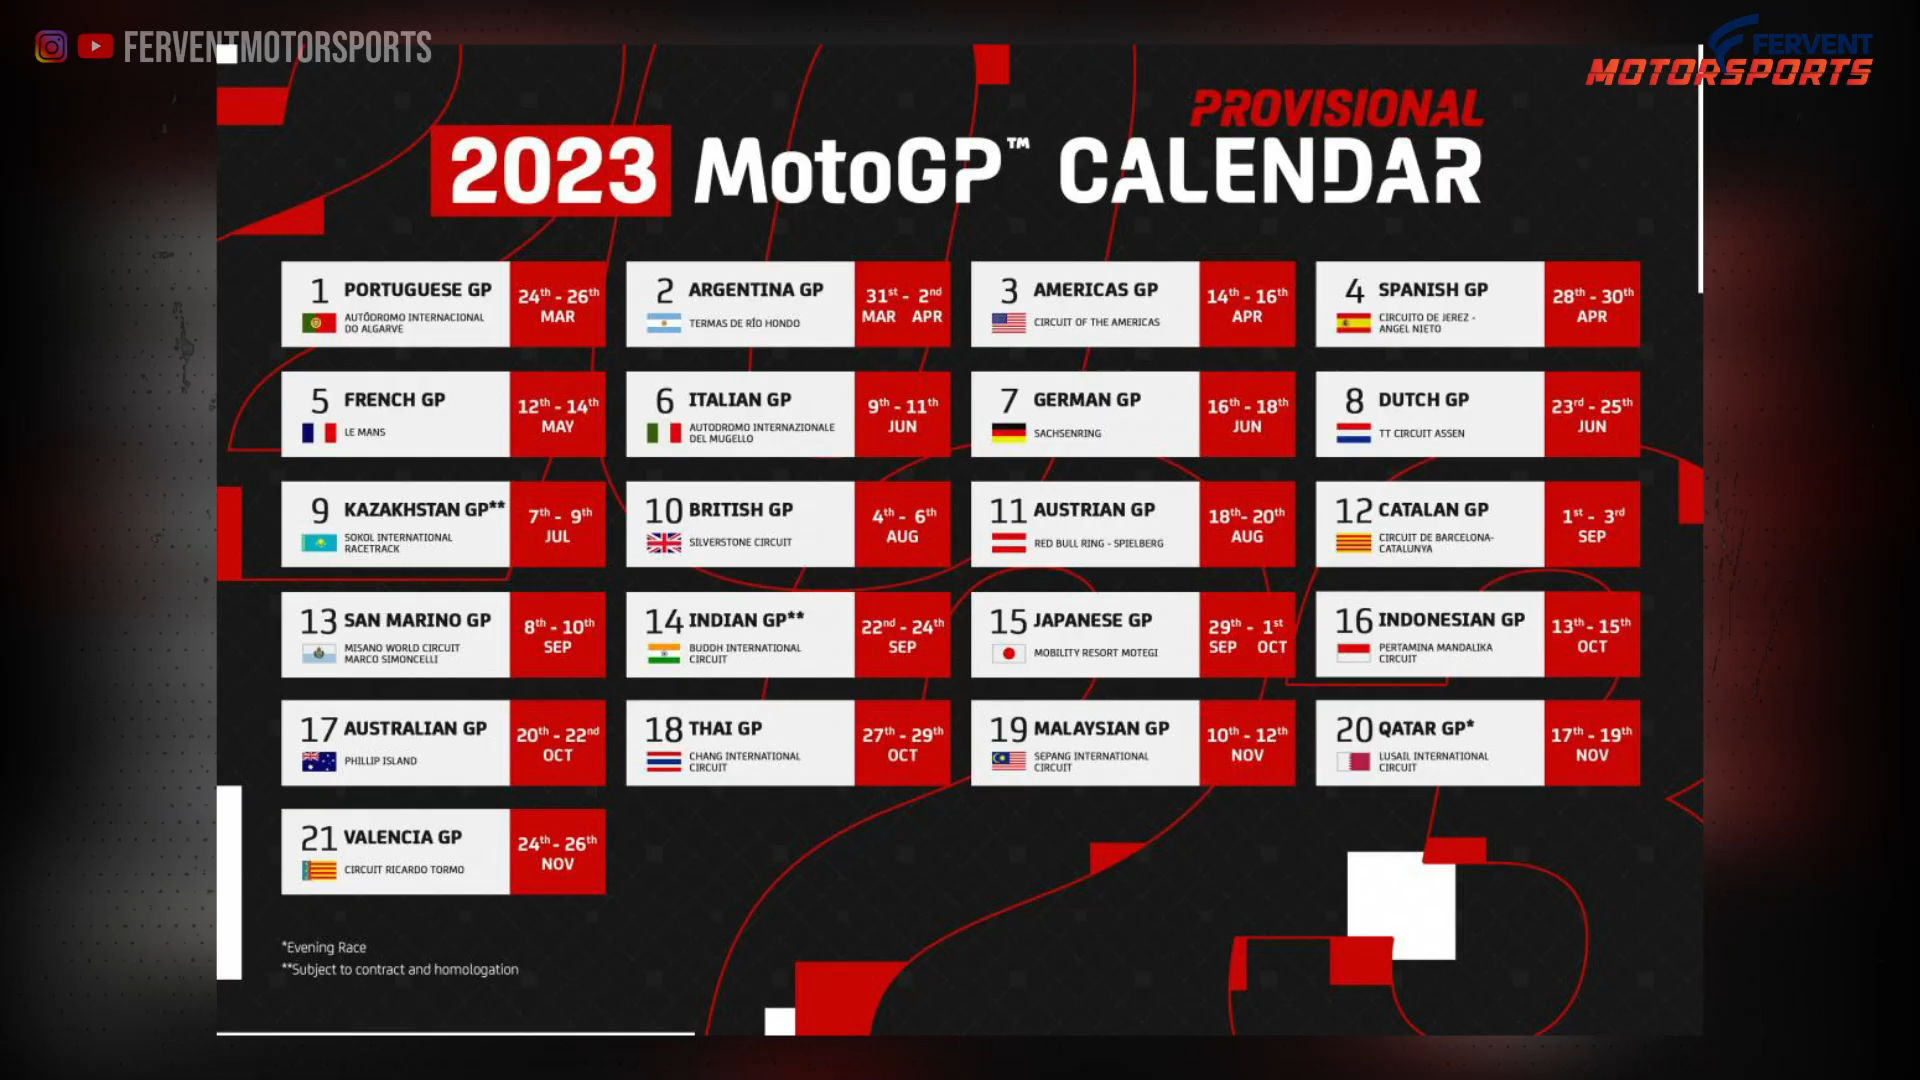 FERVENTMOTORSPORTS
FERVENT
MOTORSPORTS
PROVISIONAL
2023 MotoGP™ CALENDAR
1 PORTUGUESE GP
AUTÓDROMO INTERNACIONAL
DO ALGARVE
24th - 26th
MAR
2 ARGENTINA GP
TERMAS DE RÍO HONDO
31st - 2nd
MAR APR
3 AMERICAS GP
CIRCUIT OF THE AMERICAS
14th - 16th
APR
4 SPANISH GP
CIRCUITO DE JEREZ -
ANGEL NIETO
28th - 30th
APR
5 FRENCH GP
LE MANS
12th - 14th
MAY
6 ITALIAN GP
AUTODROMO INTERNAZIONALE
DEL MUGELLO
9th - 11th
JUN
7 GERMAN GP
SACHSENRING
16th - 18th
JUN
8 DUTCH GP
TT CIRCUIT ASSEN
23rd - 25th
JUN
9 KAZAKHSTAN GP**
SOKOL INTERNATIONAL
RACETRACK
7th - 9th
JUL
10 BRITISH GP
SILVERSTONE CIRCUIT
4th - 6th
AUG
11 AUSTRIAN GP
RED BULL RING - SPIELBERG
18th - 20th
AUG
12 CATALAN GP
CIRCUIT DE BARCELONA-
CATALUNYA
1st - 3rd
SEP
13 SAN MARINO GP
MISANO WORLD CIRCUIT
MARCO SIMONCELLI
8th - 10th
SEP
14 INDIAN GP**
BUDDH INTERNATIONAL
CIRCUIT
22nd - 24th
SEP
15 JAPANESE GP
MOBILITY RESORT MOTEGI
29th - 1st
SEP OCT
16 INDONESIAN GP
PERTAMINA MANDALIKA
CIRCUIT
13th - 15th
OCT
17 AUSTRALIAN GP
PHILLIP ISLAND
20th - 22nd
OCT
18 THAI GP
CHANG INTERNATIONAL
CIRCUIT
27th - 29th
OCT
19 MALAYSIAN GP
SEPANG INTERNATIONAL
CIRCUIT
10th - 12th
NOV
20 QATAR GP*
LUSAIL INTERNATIONAL
CIRCUIT
17th - 19th
NOV
21 VALENCIA GP
CIRCUIT RICARDO TORMO
24th - 26th
NOV
*Evening Race
**Subject to contract and homologation